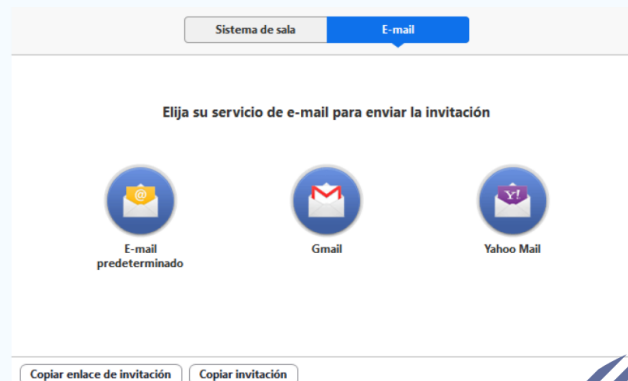 Sistema de sala
E-mail
Elija su servicio de e-mail para enviar la invitación
@
Y!
E-mail
predeterminado
Gmail
Yahoo Mail
Copiar enlace de invitación
Copiar invitación